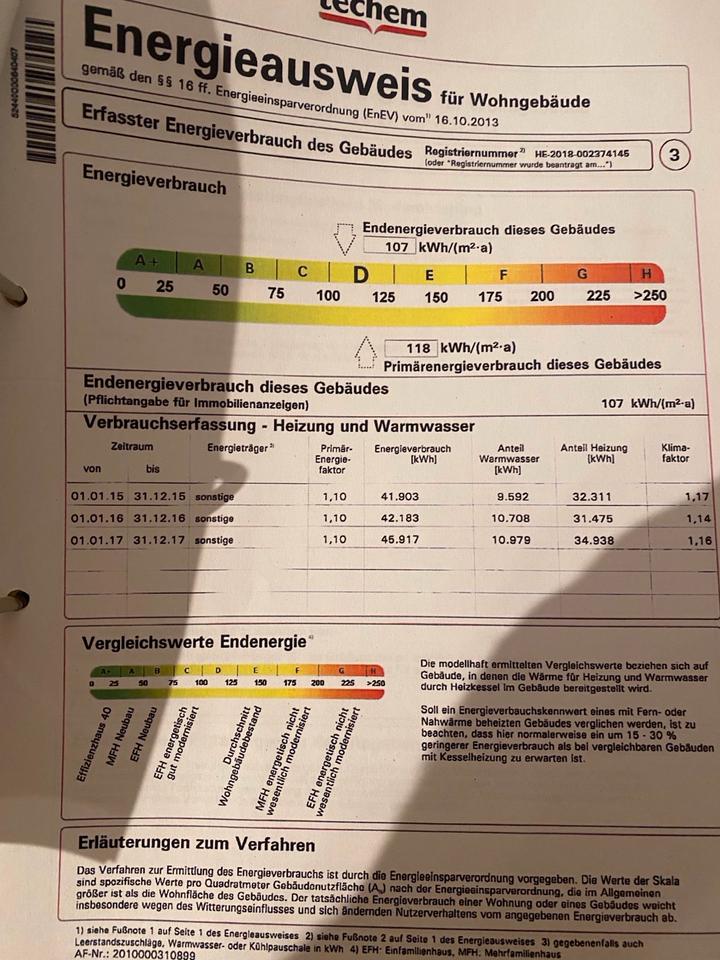 techem
Energieausweis für Wohngebäude
gemäß den §§ 16 ff. Energieeinsparverordnung (EnEV) vom¹⁾ 16.10.2013
Erfasster Energieverbrauch des Gebäudes
Registriernummer²⁾ HE-2018-002374145
(oder "Registriernummer wurde beantragt am...")
3
Energieverbrauch
Endenergieverbrauch dieses Gebäudes
107 kWh/(m²·a)
A+ A B C D E F G H
0 25 50 75 100 125 150 175 200 225 >250
118 kWh/(m²·a)
Primärenergieverbrauch dieses Gebäudes
Endenergieverbrauch dieses Gebäudes
(Pflichtangabe für Immobilienanzeigen) 107 kWh/(m²·a)
Verbrauchserfassung - Heizung und Warmwasser
Zeitraum
von bis
Energieträger³⁾
Primär-
Energie-
faktor
Energieverbrauch
[kWh]
Anteil
Warmwasser
[kWh]
Anteil Heizung
[kWh]
Klima-
faktor
01.01.15 31.12.15 sonstige 1,10 41.903 9.592 32.311 1,17
01.01.16 31.12.16 sonstige 1,10 42.183 10.708 31.475 1,14
01.01.17 31.12.17 sonstige 1,10 45.917 10.979 34.938 1,16
Vergleichswerte Endenergie⁴⁾
A+ A B C D E F G H
0 25 50 75 100 125 150 175 200 225 >250
Effizienzhaus 40
MFH Neubau
EFH Neubau
EFH energetisch
gut modernisiert
Durchschnitt
Wohngebäudebestand
MFH energetisch nicht
wesentlich modernisiert
EFH energetisch nicht
wesentlich modernisiert
Die modellhaft ermittelten Vergleichswerte beziehen sich auf
Gebäude, in denen die Wärme für Heizung und Warmwasser
durch Heizkessel im Gebäude bereitgestellt wird.
Soll ein Energieverbauchskennwert eines mit Fern- oder
Nahwärme beheizten Gebäudes verglichen werden, ist zu
beachten, dass hier normalerweise ein um 15 - 30 %
geringerer Energieverbrauch als bei vergleichbaren Gebäuden
mit Kesselheizung zu erwarten ist.
Erläuterungen zum Verfahren
Das Verfahren zur Ermittlung des Energieverbrauchs ist durch die Energieeinsparverordnung vorgegeben. Die Werte der Skala
sind spezifische Werte pro Quadratmeter Gebäudenutzfläche (Aₙ) nach der Energieeinsparverordnung, die im Allgemeinen
größer ist als die Wohnfläche des Gebäudes. Der tatsächliche Energieverbrauch einer Wohnung oder eines Gebäudes weicht
insbesondere wegen des Witterungseinflusses und sich ändernden Nutzerverhaltens vom angegebenen Energieverbrauch ab.
1) siehe Fußnote 1 auf Seite 1 des Energieausweises 2) siehe Fußnote 2 auf Seite 1 des Energieausweises 3) gegebenenfalls auch
Leerstandszuschläge, Warmwasser- oder Kühlpauschale in kWh 4) EFH: Einfamilienhaus, MFH: Mehrfamilienhaus
AF-Nr.: 2010000310899